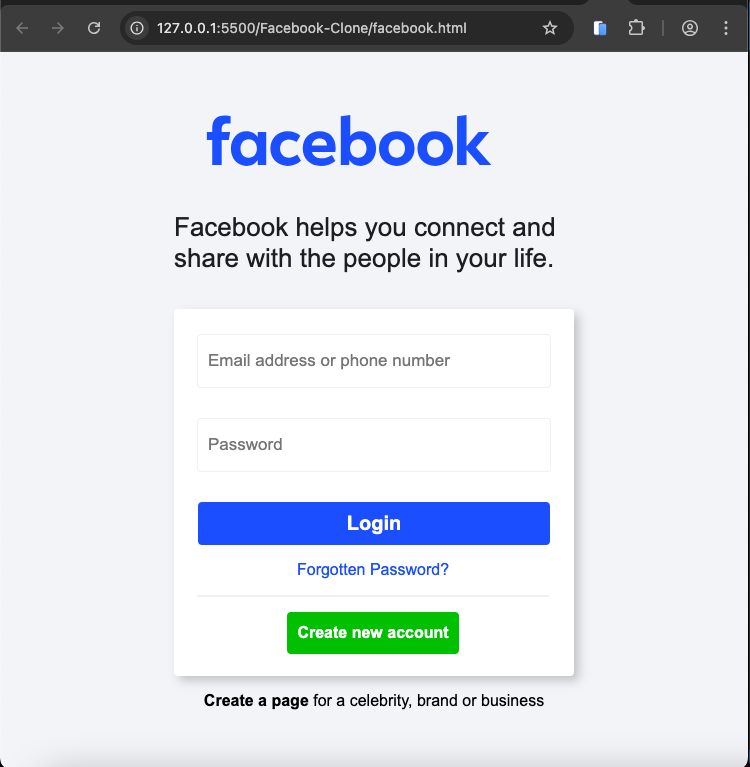 127.0.0.1:5500/Facebook-Clone/facebook.html
facebook
Facebook helps you connect and
share with the people in your life.
Email address or phone number
Password
Login
Forgotten Password?
Create new account
Create a page for a celebrity, brand or business